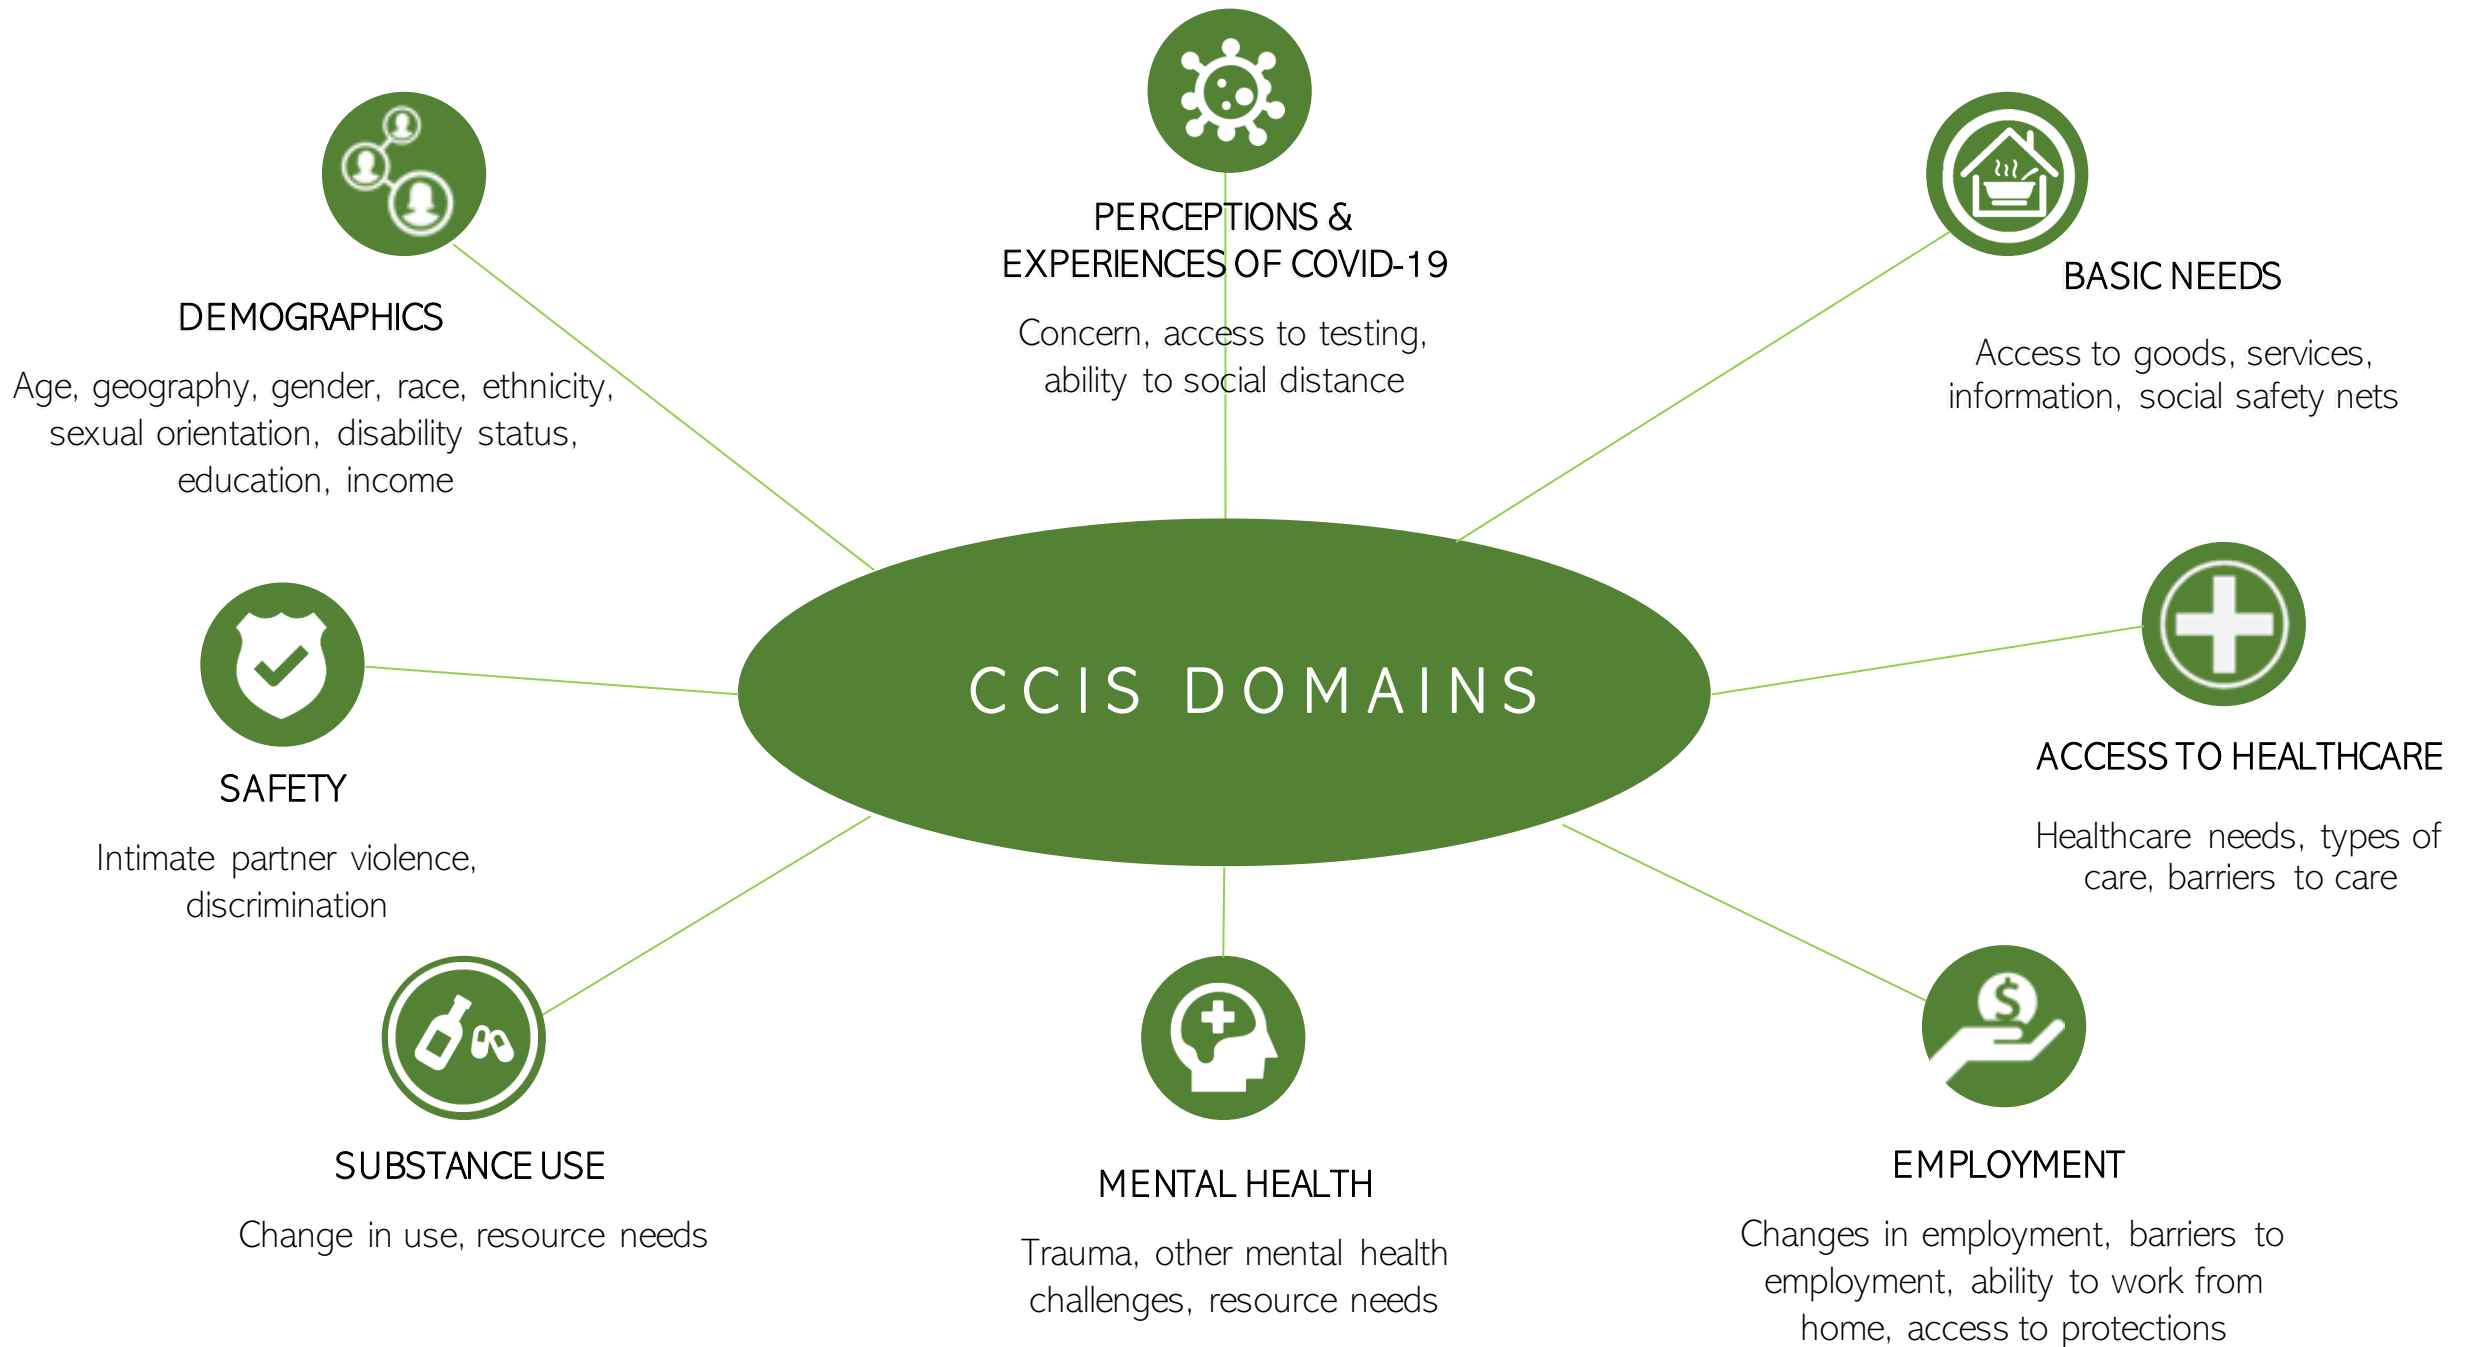 PERCEPTIONS &
EXPERIENCES OF COVID-19
Concern, access to testing,
ability to social distance
DEMOGRAPHICS
Age, geography, gender, race, ethnicity,
sexual orientation, disability status,
education, income
BASIC NEEDS
Access to goods, services,
information, social safety nets
CCIS DOMAINS
SAFETY
Intimate partner violence,
discrimination
ACCESS TO HEALTHCARE
Healthcare needs, types of
care, barriers to care
SUBSTANCE USE
Change in use, resource needs
MENTAL HEALTH
Trauma, other mental health
challenges, resource needs
$
EMPLOYMENT
Changes in employment, barriers to
employment, ability to work from
home, access to protections